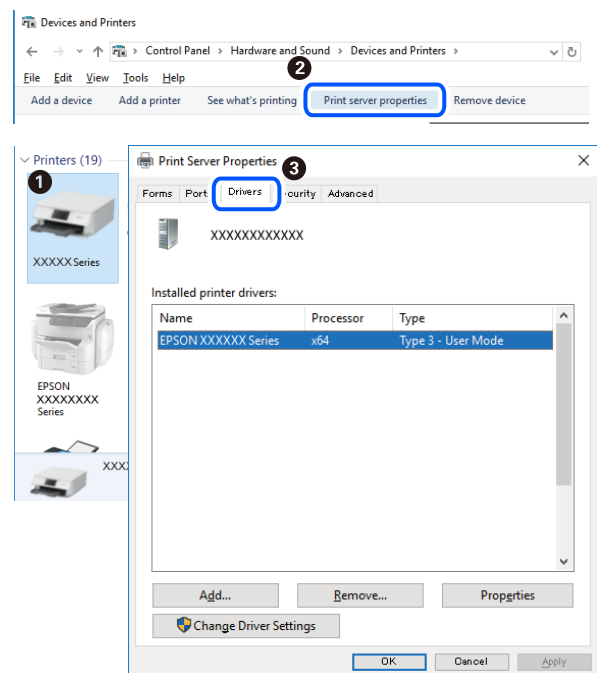 Devices and Printers
Control Panel > Hardware and Sound > Devices and Printers >
2
File Edit View Tools Help
Add a device Add a printer See what's printing Print server properties Remove device
Printers (19)
1
XXXXX Series
EPSON
XXXXXXXX
Series
XXXX
Print Server Properties
3
Forms Port Drivers curity Advanced
XXXXXXXXXXXX
Installed printer drivers:
Name Processor Type
EPSON XXXXXX Series x64 Type 3 - User Mode
Add... Remove... Properties
Change Driver Settings
OK Cancel Apply